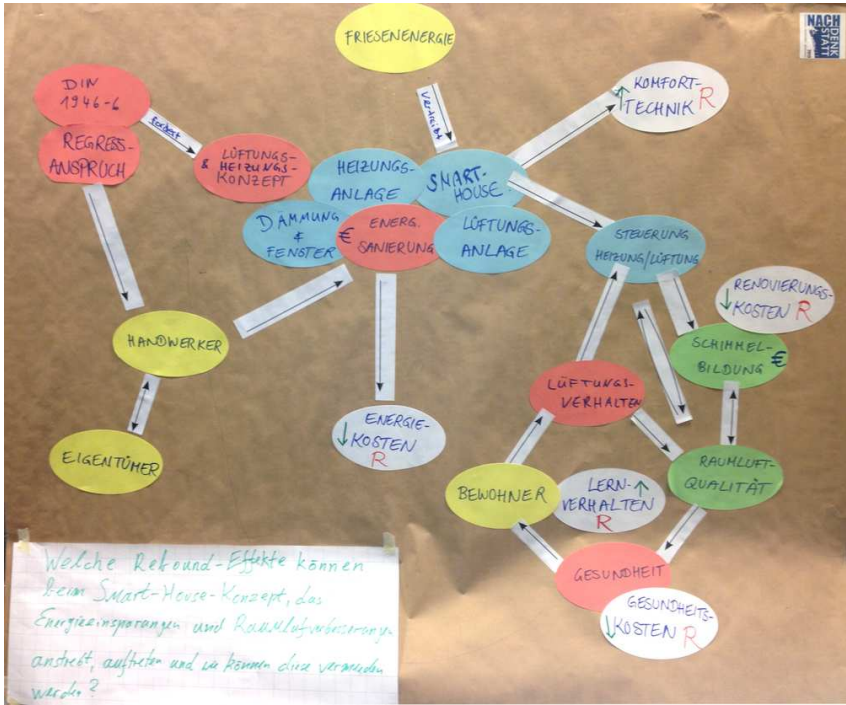 FRIESENENERGIE
NACH
DENK
STATT
DIN
1946-6
fordert
REGRESS-
ANSPRUCH
LÜFTUNGS-
& HEIZUNGS-
KONZEPT
HEIZUNGS-
ANLAGE
vertreibt
SMART-
HOUSE
↑ KOMFORT-
TECHNIK R
DÄMMUNG
&
FENSTER
€ ENERG.
SANIERUNG
LÜFTUNGS-
ANLAGE
STEUERUNG
HEIZUNG/LÜFTUNG
↓ RENOVIERUNGS-
KOSTEN R
HANDWERKER
SCHIMMEL-
BILDUNG €
LÜFTUNGS-
VERHALTEN
↓ ENERGIE-
KOSTEN
R
EIGENTÜMER
BEWOHNER
LERN- ↑
VERHALTEN
R
RAUMLUFT-
QUALITÄT
GESUNDHEIT
GESUNDHEITS-
↓ KOSTEN R
Welche Rebound-Effekte können
beim Smart-House-Konzept, das
Energieeinsparungen und Raumluftverbesserungen
anstrebt, auftreten und wie können diese vermieden
werden?